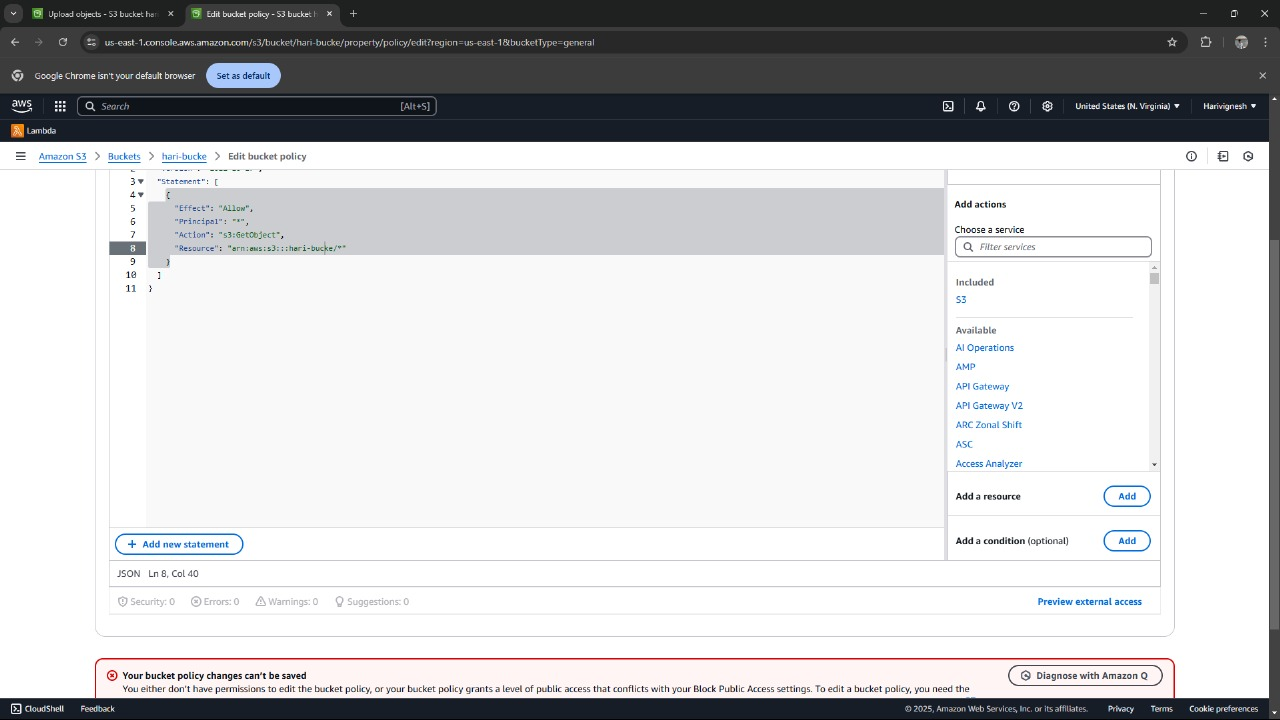 Upload objects - S3 bucket har
Edit bucket policy - S3 bucket h
us-east-1.console.aws.amazon.com/s3/bucket/hari-bucke/property/policy/edit?region=us-east-1&bucketType=general
Google Chrome isn't your default browser
Set as default
aws
Search
[Alt+S]
United States (N. Virginia)
Harivignesh
Lambda
Amazon S3 > Buckets > hari-bucke > Edit bucket policy
3 "Statement": [
4 {
5 "Effect": "Allow",
6 "Principal": "*",
7 "Action": "s3:GetObject",
8 "Resource": "arn:aws:s3:::hari-bucke/*"
9 }
10 ]
11 }
+ Add new statement
JSON Ln 8, Col 40
Security: 0 Errors: 0 Warnings: 0 Suggestions: 0
Preview external access
Add actions
Choose a service
Filter services
Included
S3
Available
AI Operations
AMP
API Gateway
API Gateway V2
ARC Zonal Shift
ASC
Access Analyzer
Add a resource
Add
Add a condition (optional)
Add
Your bucket policy changes can't be saved
You either don't have permissions to edit the bucket policy, or your bucket policy grants a level of public access that conflicts with your Block Public Access settings. To edit a bucket policy, you need the
Diagnose with Amazon Q
CloudShell Feedback
© 2025, Amazon Web Services, Inc. or its affiliates. Privacy Terms Cookie preferences